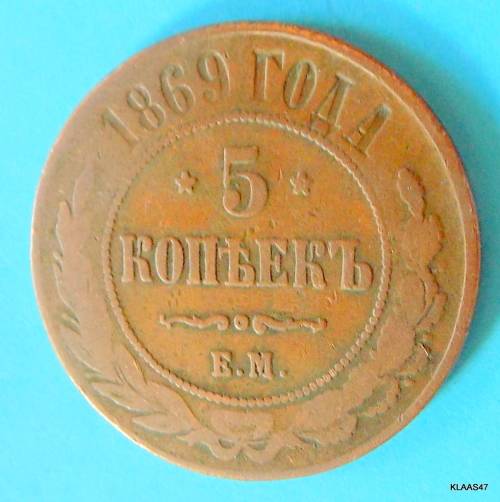 1869 ГОДА
* 5 *
КОПѢЕКЪ
Е.М.
KLAAS47